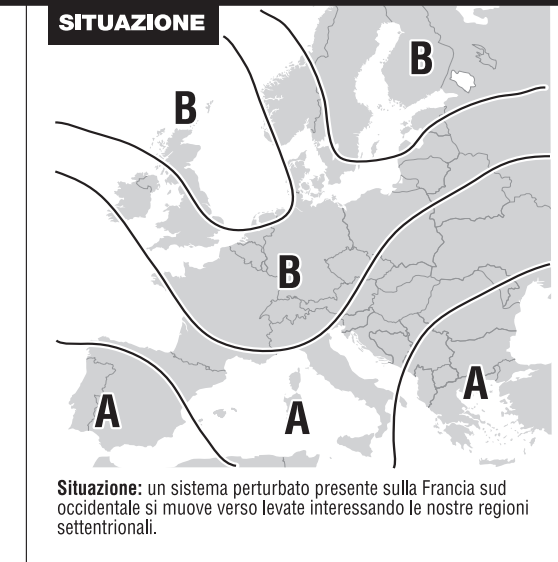 SITUAZIONE
B
B
B
A
A
A
Situazione: un sistema perturbato presente sulla Francia sud
occidentale si muove verso levate interessando le nostre regioni
settentrionali.